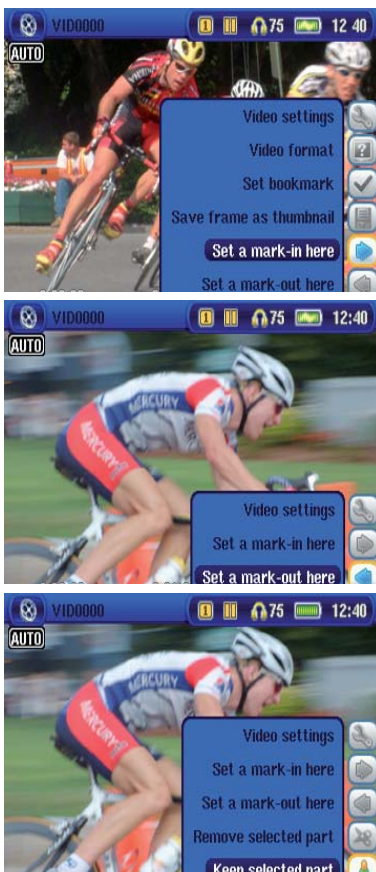 VID0000 1 75 12 40
AUTO
Video settings
Video format
Set bookmark
?
Save frame as thumbnail
Set a mark-in here
Set a mark-out here
VID0000 1 75 12:40
AUTO
MERCURY
MERCURY
Video settings
Set a mark-in here
Set a mark-out here
VID0000 1 75 12:40
AUTO
MERCURY
MERCURY
Video settings
Set a mark-in here
Set a mark-out here
Remove selected part
Keep selected part